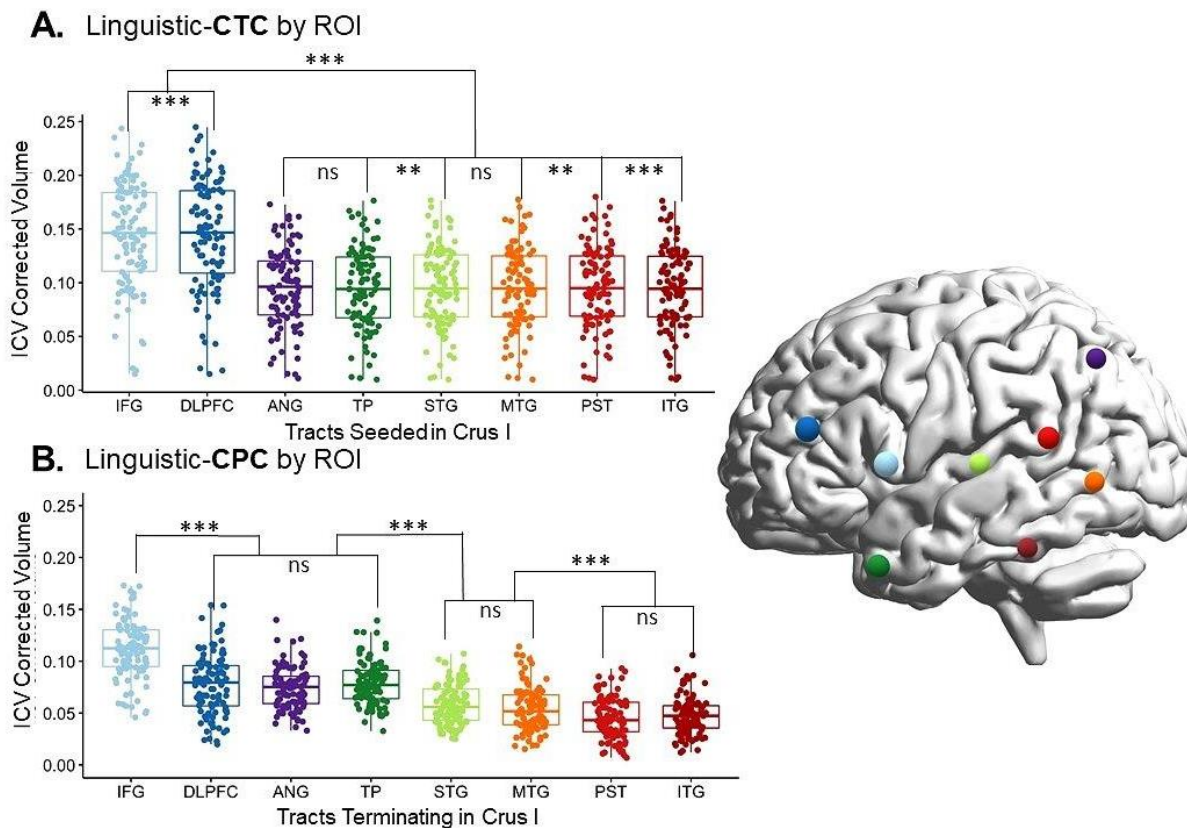 A. Linguistic-CTC by ROI
***
***
ns ** ns ** ***
ICV Corrected Volume
0.25
0.20
0.15
0.10
0.05
0.00
IFG DLPFC ANG TP STG MTG PST ITG
Tracts Seeded in Crus I
B. Linguistic-CPC by ROI
*** *** ***
ns ns ns
ICV Corrected Volume
0.25
0.20
0.15
0.10
0.05
0.00
IFG DLPFC ANG TP STG MTG PST ITG
Tracts Terminating in Crus I